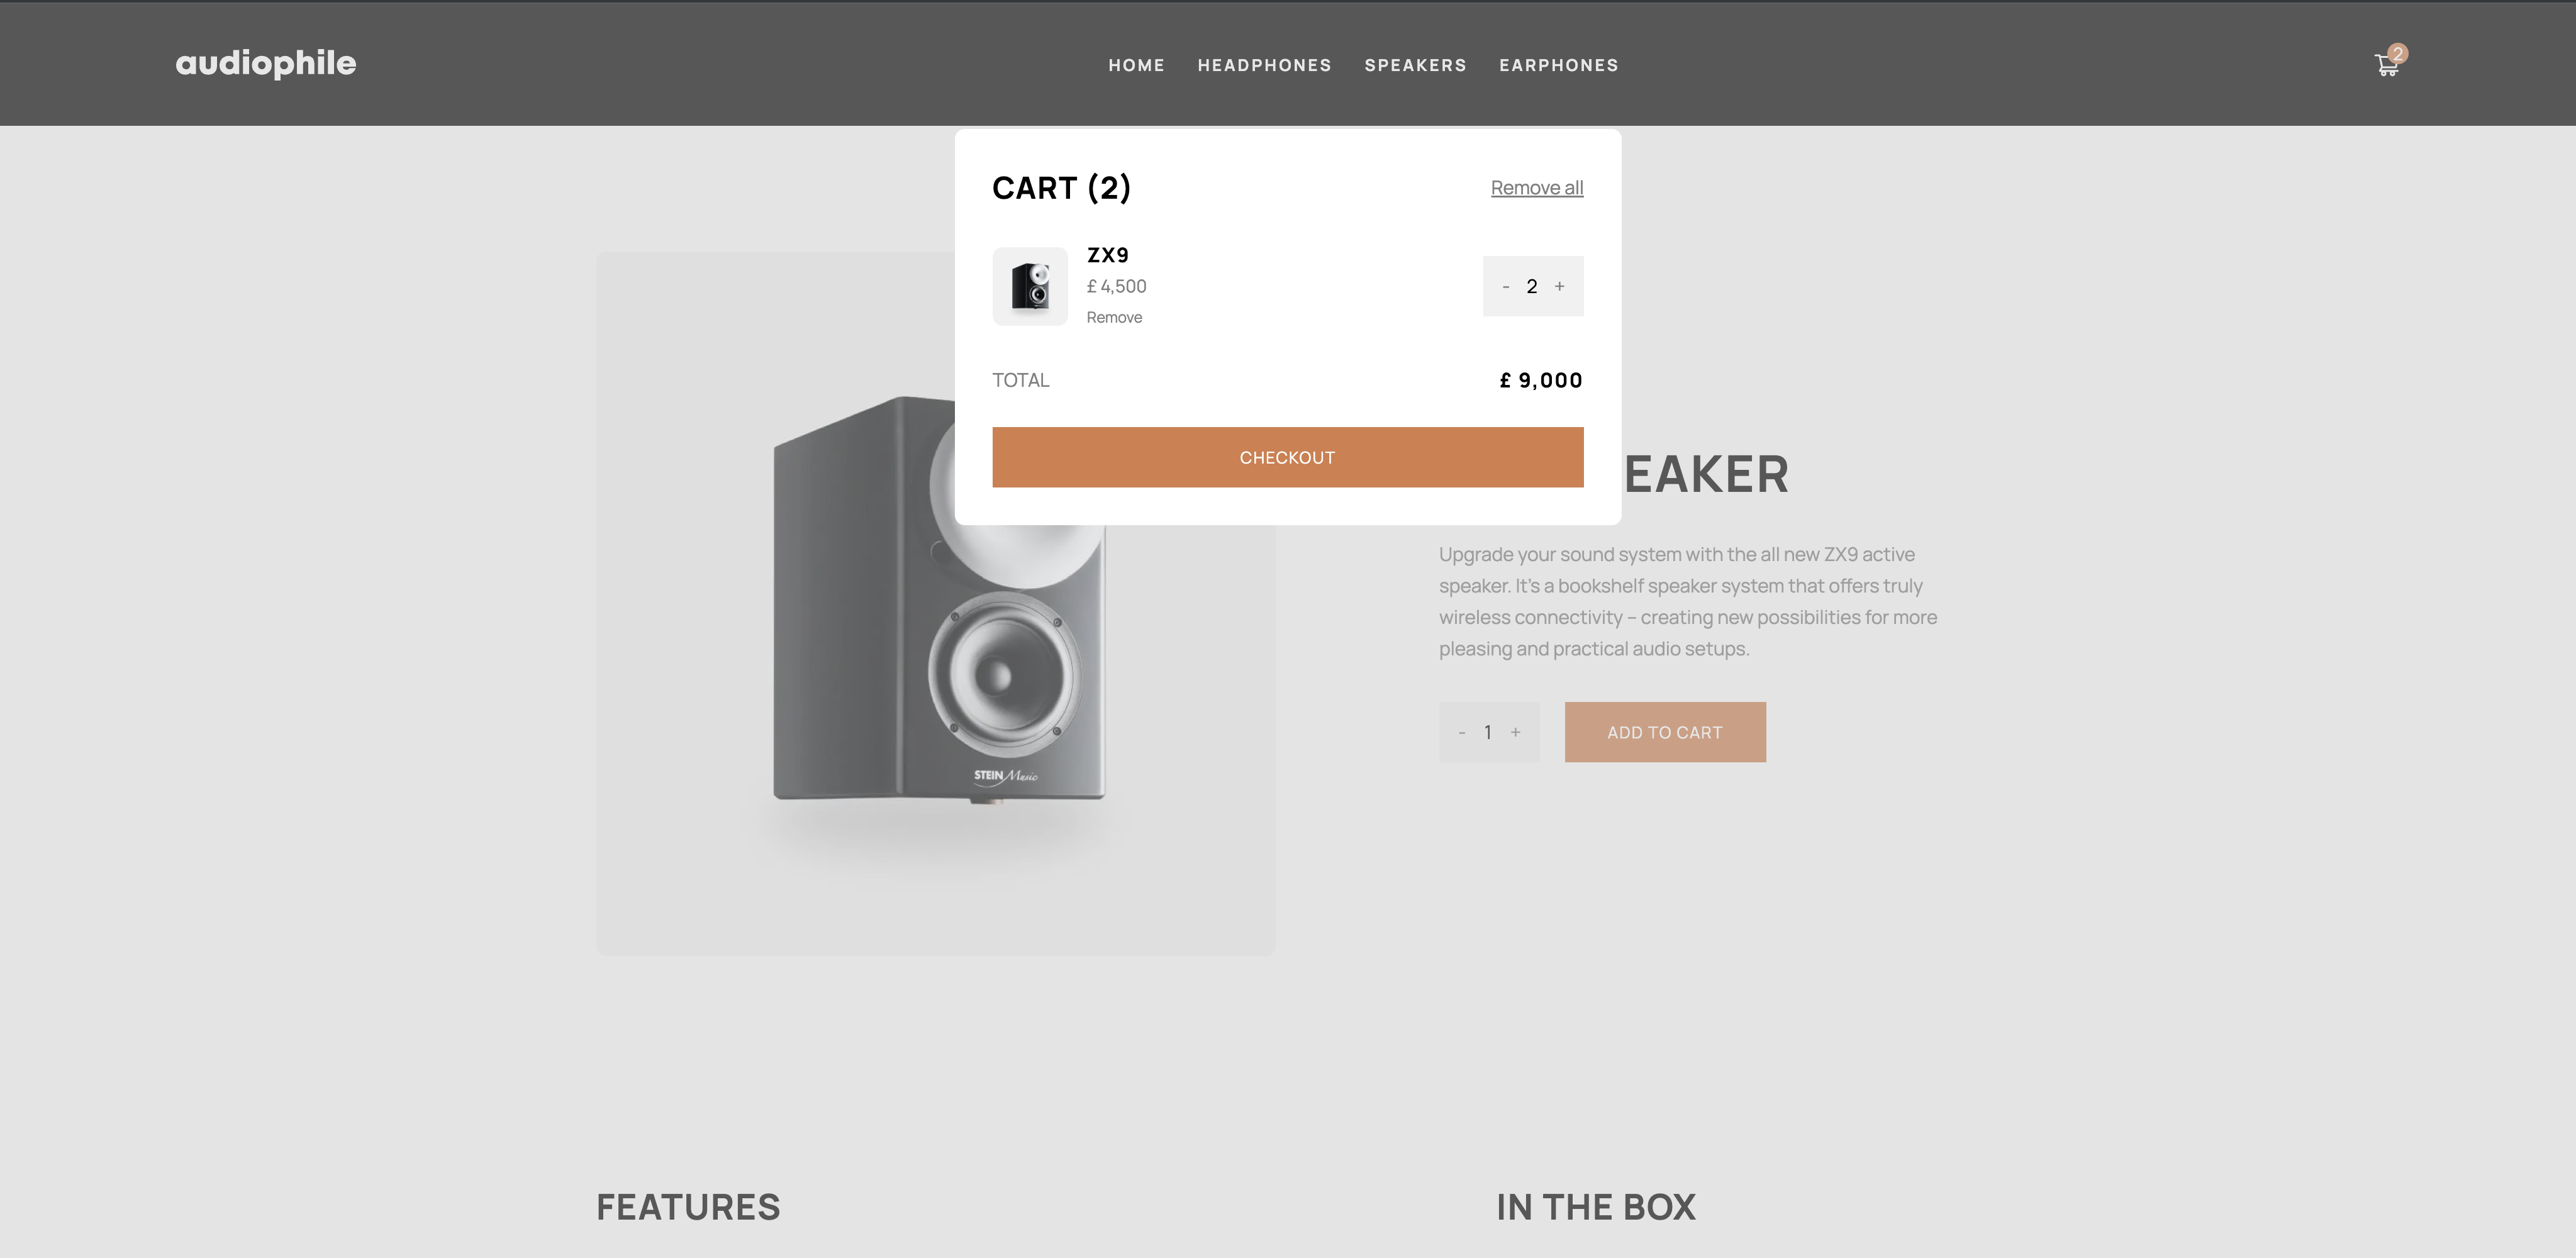 audiophile
HOME HEADPHONES SPEAKERS EARPHONES
2
CART (2)
Remove all
ZX9
£ 4,500
Remove
- 2 +
TOTAL
£ 9,000
CHECKOUT
EAKER
Upgrade your sound system with the all new ZX9 active
speaker. It's a bookshelf speaker system that offers truly
wireless connectivity – creating new possibilities for more
pleasing and practical audio setups.
- 1 +
ADD TO CART
STEIN Music
FEATURES
IN THE BOX